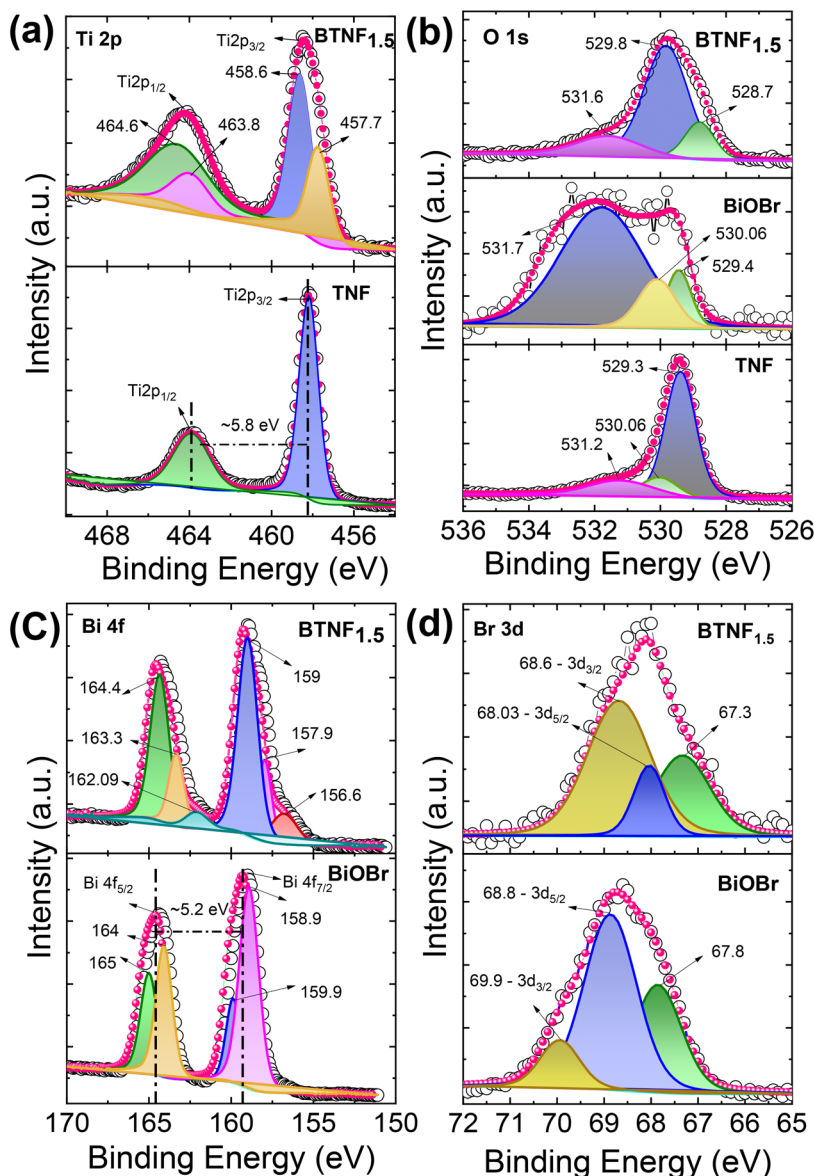 (a)
Ti 2p
Ti2p3/2
BTNF1.5
458.6
Ti2p1/2
464.6
463.8
457.7
TNF
Ti2p3/2
Ti2p1/2
~5.8 eV
468 464 460 456
Binding Energy (eV)
Intensity (a.u.)
(b)
O 1s
529.8
BTNF1.5
531.6
528.7
BiOBr
531.7
530.06
529.4
TNF
529.3
530.06
531.2
536 534 532 530 528 526
Binding Energy (eV)
Intensity (a.u.)
(C)
Bi 4f
BTNF1.5
159
164.4
163.3
157.9
162.09
156.6
BiOBr
Bi 4f5/2
~5.2 eV
Bi 4f7/2
164
158.9
165
159.9
170 165 160 155 150
Binding Energy (eV)
Intensity (a.u.)
(d)
Br 3d
BTNF1.5
68.6 - 3d3/2
68.03 - 3d5/2
67.3
BiOBr
68.8 - 3d5/2
67.8
69.9 - 3d3/2
72 71 70 69 68 67 66 65
Binding Energy (eV)
Intensity (a.u.)